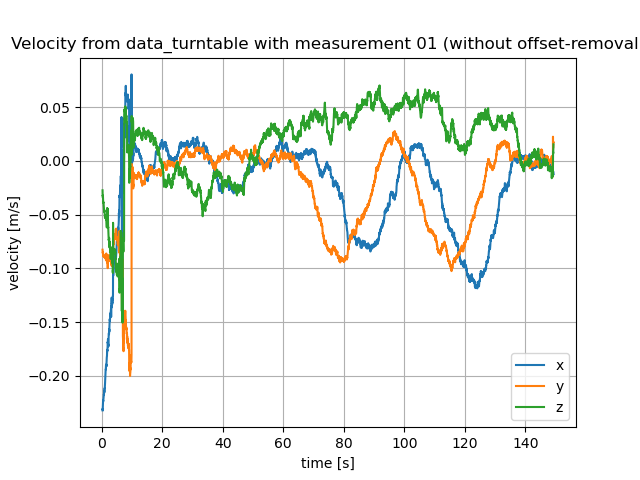 Velocity from data_turntable with measurement 01 (without offset-removal
velocity [m/s]
0.05
0.00
−0.05
−0.10
−0.15
−0.20
0
20
40
60
80
100
120
140
time [s]
x
y
z